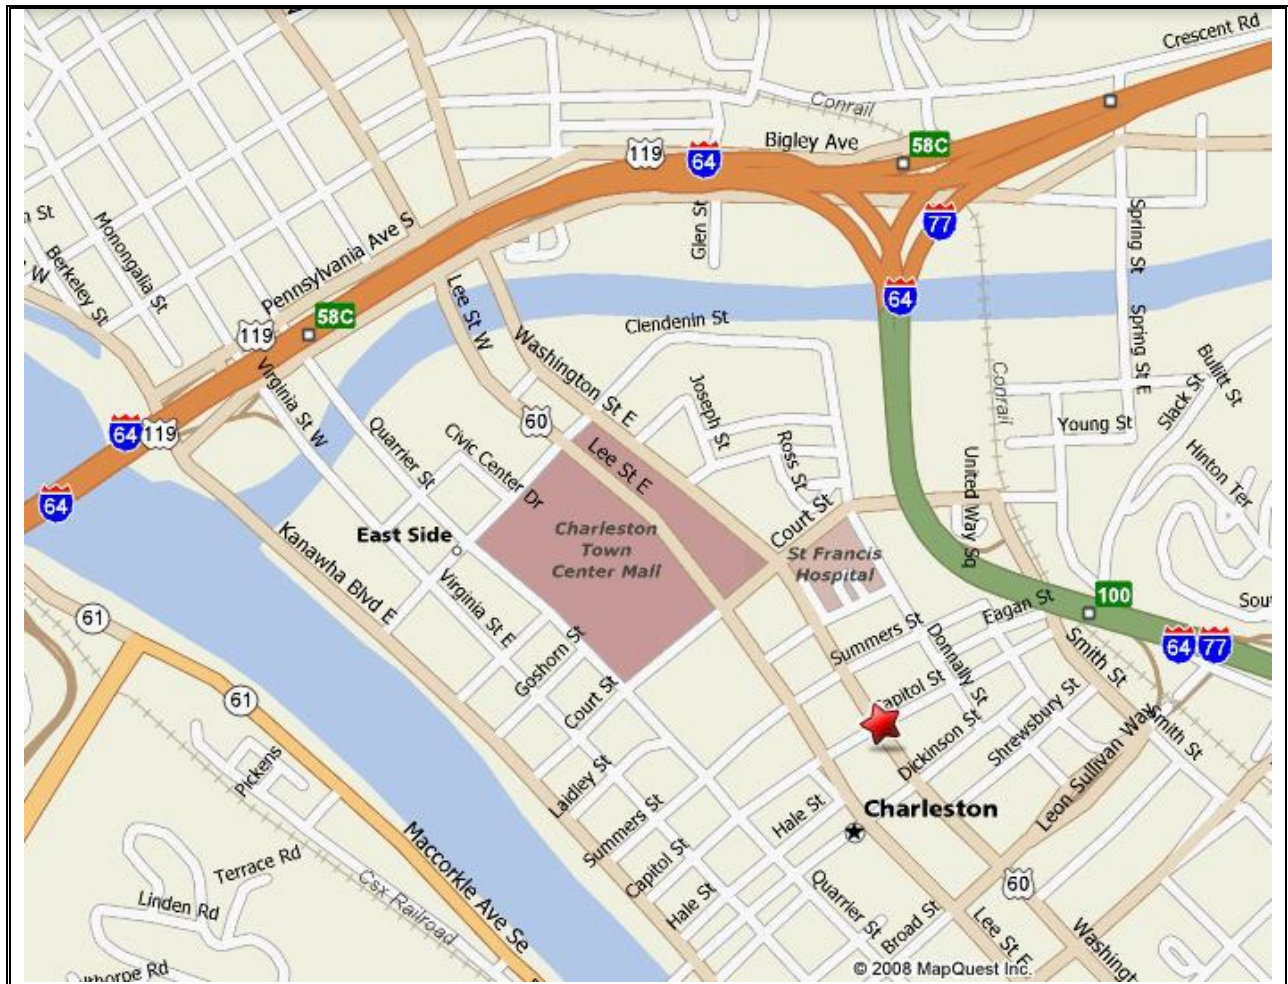 Crescent Rd
Conrail
Bigley Ave
58C
119
64
77
n St
Monongalia St
Pennsylvania Ave S
Glen St
Spring St
W
Berkeley St
Lee St W
64
58C
119
Clendenin St
Spring St E
Washington St E
Virginia St W
Conrail
Bullitt St
Joseph St
Slack St
60
64
119
Quarrier St
Civic Center Dr
Lee St E
Ross St
Young St
United Way Sq
Hinton Ter
64
Court St
East Side
Charleston
Town
Center Mall
St Francis
Hospital
Kanawha Blvd E
Virginia St E
Eagan St
100
Sou
61
Summers St
Donnally St
Smith St
64
77
Goshorn St
Court St
61
Capitol St
Shrewsbury St
Dickinson St
Leon Sullivan Way
Smith St
Pickens
Laidley St
Hale St
Charleston
Summers St
Maccorkle Ave Se
Terrace Rd
Capitol St
Csx Railroad
Quarrier St
60
Linden Rd
Hale St
Broad St
Lee St E
Washingt
lthorpe Rd
© 2008 MapQuest Inc.